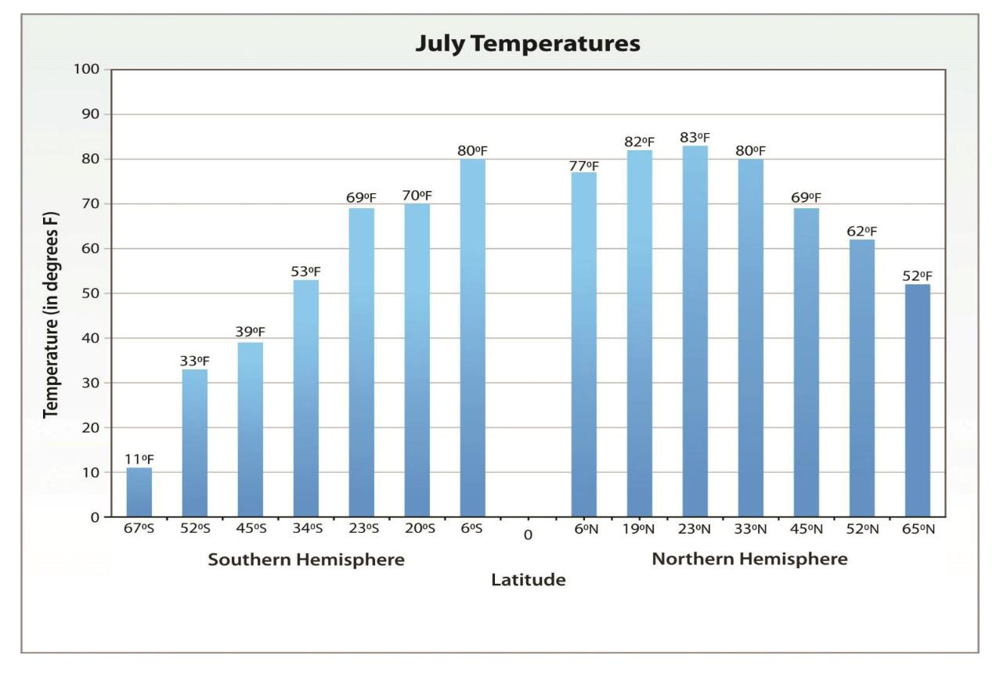 July Temperatures
Temperature (in degrees F)
100
90
80
70
60
50
40
30
20
10
0
11ºF
33ºF
39ºF
53ºF
69ºF
70ºF
80ºF
77ºF
82ºF
83ºF
80ºF
69ºF
62ºF
52ºF
67ºS 52ºS 45ºS 34ºS 23ºS 20ºS 6ºS 0 6ºN 19ºN 23ºN 33ºN 45ºN 52ºN 65ºN
Southern Hemisphere Northern Hemisphere
Latitude